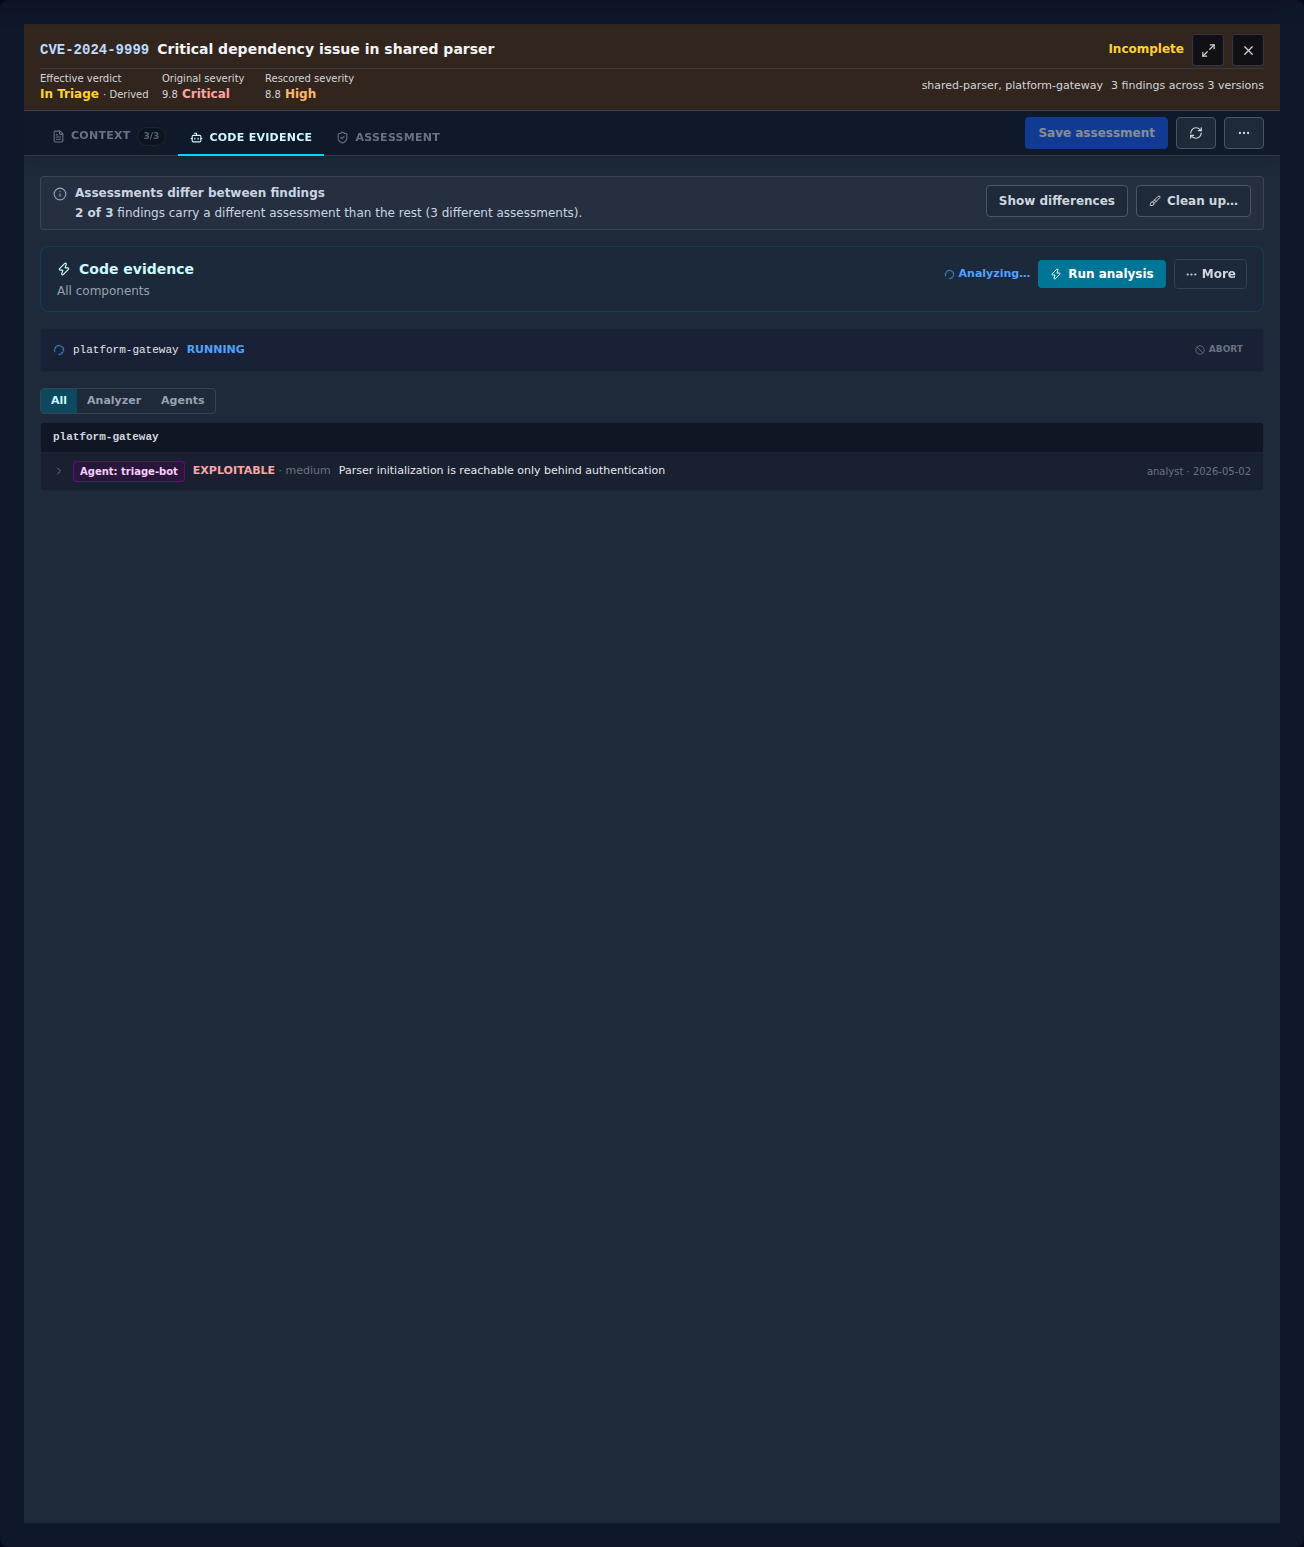 CVE-2024-9999 Critical dependency issue in shared parser
Incomplete
Effective verdict
In Triage · Derived
Original severity
9.8 Critical
Rescored severity
8.8 High
shared-parser, platform-gateway 3 findings across 3 versions
CONTEXT 3/3
CODE EVIDENCE
ASSESSMENT
Save assessment
Assessments differ between findings
2 of 3 findings carry a different assessment than the rest (3 different assessments).
Show differences
Clean up…
Code evidence
All components
Analyzing…
Run analysis
More
platform-gateway RUNNING
ABORT
All
Analyzer
Agents
platform-gateway
Agent: triage-bot EXPLOITABLE · medium Parser initialization is reachable only behind authentication
analyst · 2026-05-02